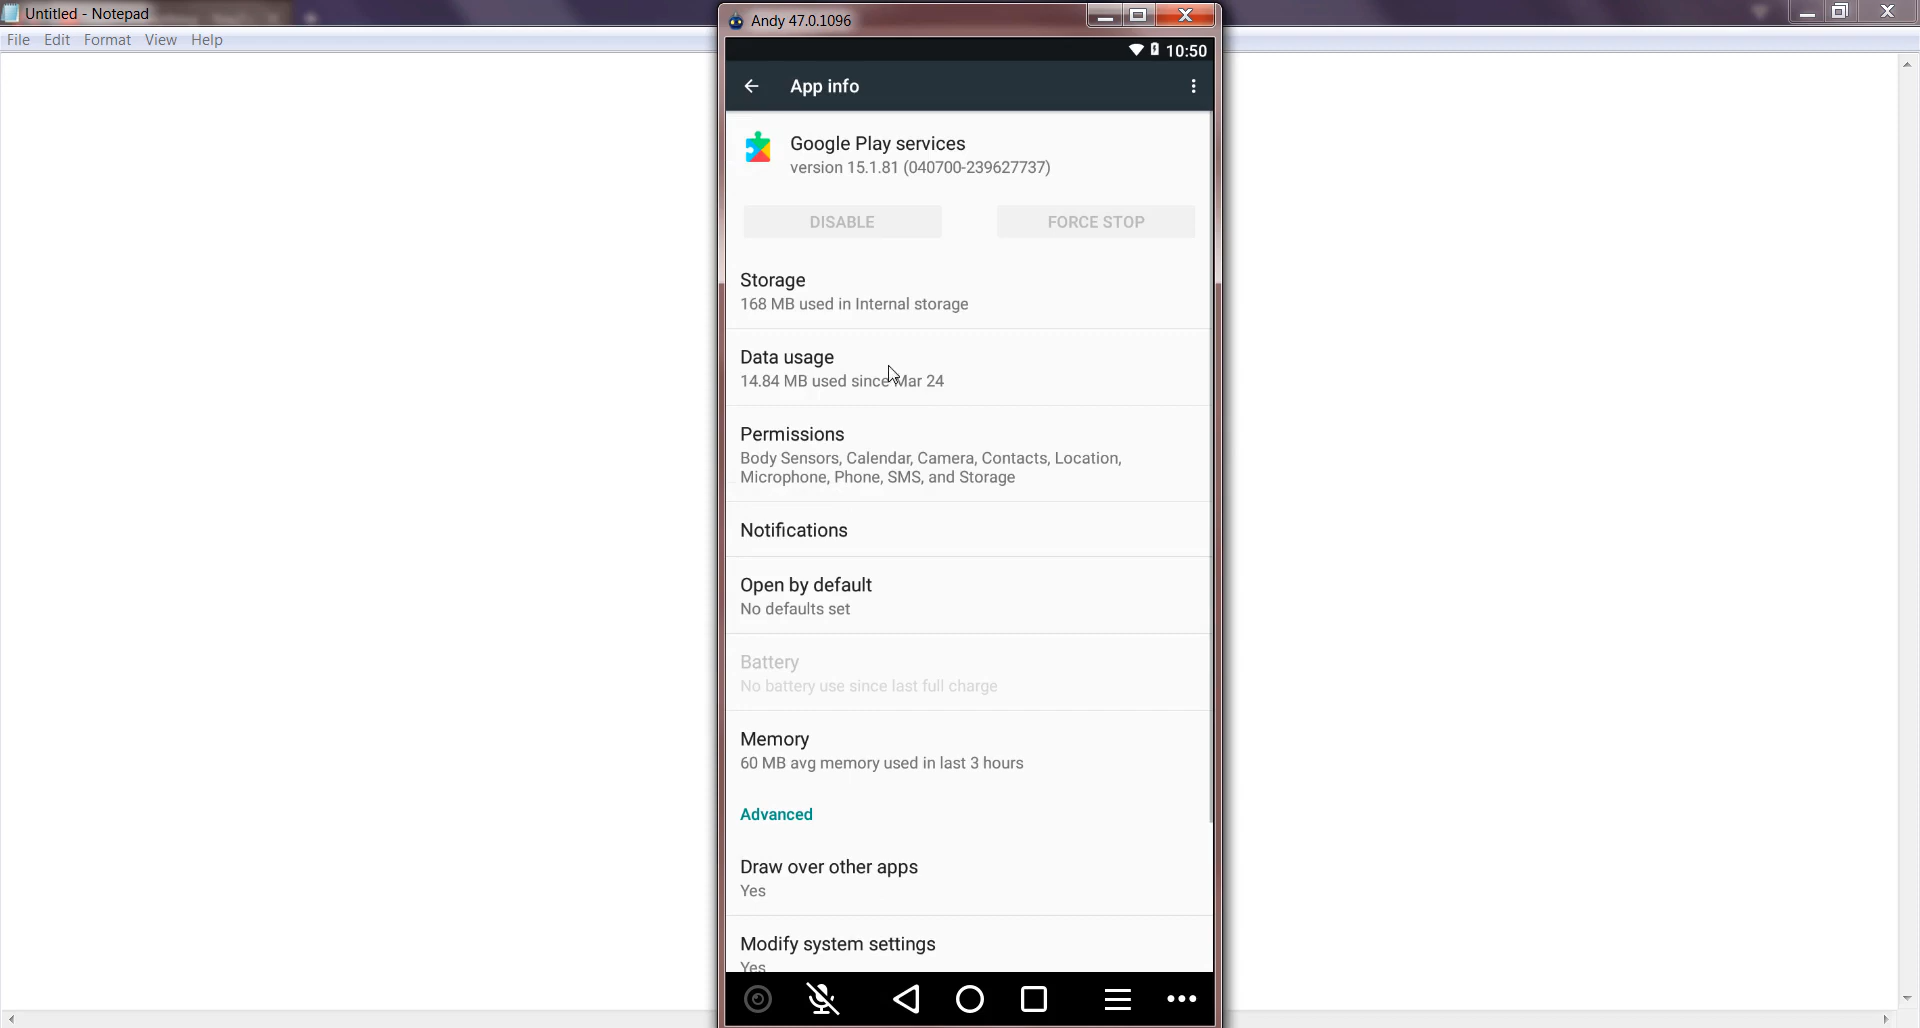 Untitled - Notepad
File Edit Format View Help
Andy 47.0.1096
10:50
App info
Google Play services
version 15.1.81 (040700-239627737)
DISABLE FORCE STOP
Storage
168 MB used in Internal storage
Data usage
14.84 MB used since Mar 24
Permissions
Body Sensors, Calendar, Camera, Contacts, Location,
Microphone, Phone, SMS, and Storage
Notifications
Open by default
No defaults set
Battery
No battery use since last full charge
Memory
60 MB avg memory used in last 3 hours
Advanced
Draw over other apps
Yes
Modify system settings
Yes